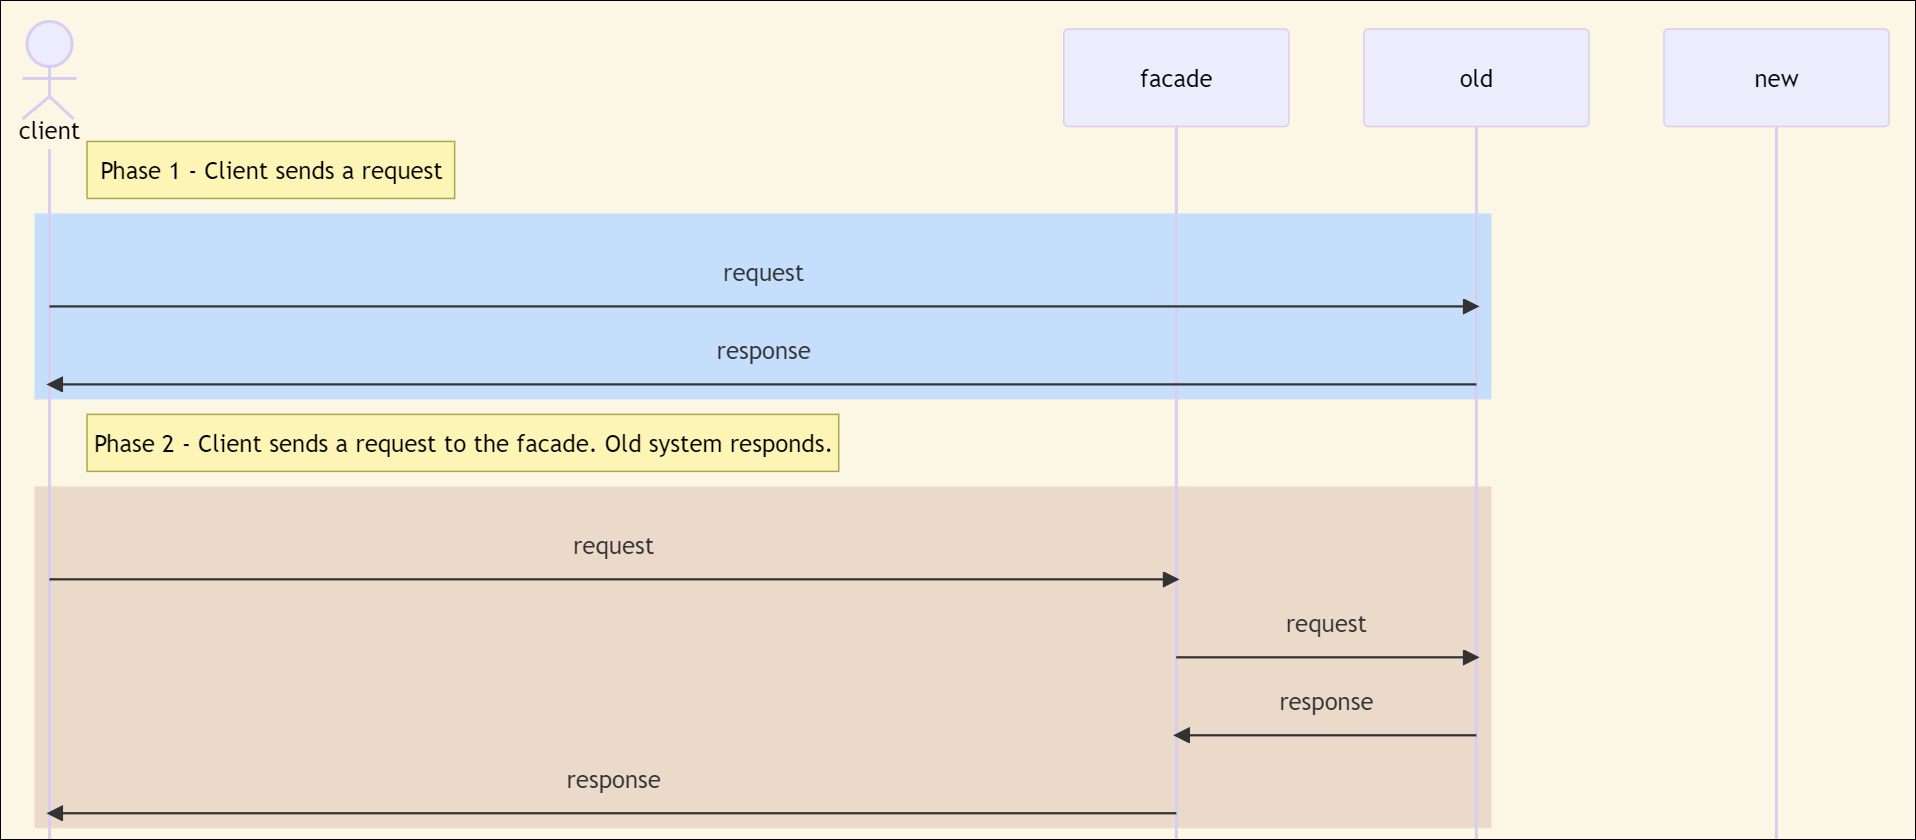 client
facade
old
new
Phase 1 - Client sends a request
request
response
Phase 2 - Client sends a request to the facade. Old system responds.
request
request
response
response